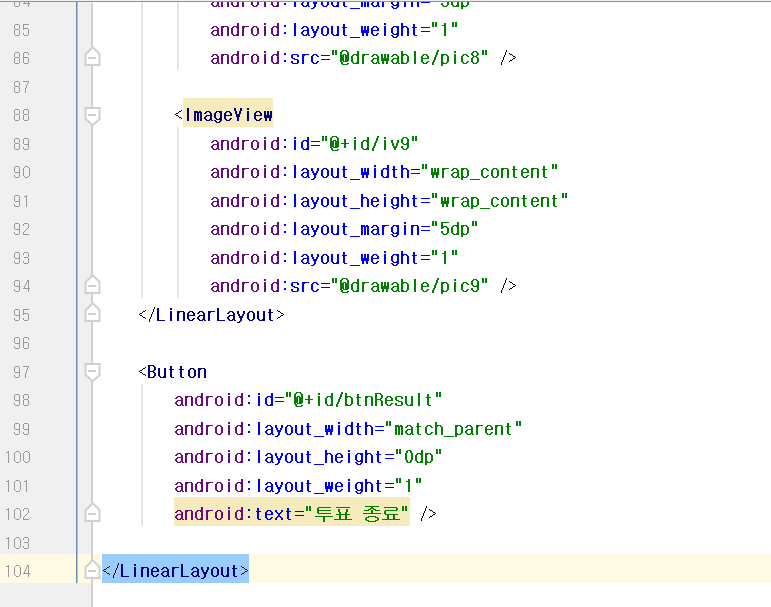 84 android:layout_margin="5dp"
85 android:layout_weight="1"
86 android:src="@drawable/pic8" />
87
88 <ImageView
89 android:id="@+id/iv9"
90 android:layout_width="wrap_content"
91 android:layout_height="wrap_content"
92 android:layout_margin="5dp"
93 android:layout_weight="1"
94 android:src="@drawable/pic9" />
95 </LinearLayout>
96
97 <Button
98 android:id="@+id/btnResult"
99 android:layout_width="match_parent"
100 android:layout_height="0dp"
101 android:layout_weight="1"
102 android:text="투표 종료" />
103
104 </LinearLayout>